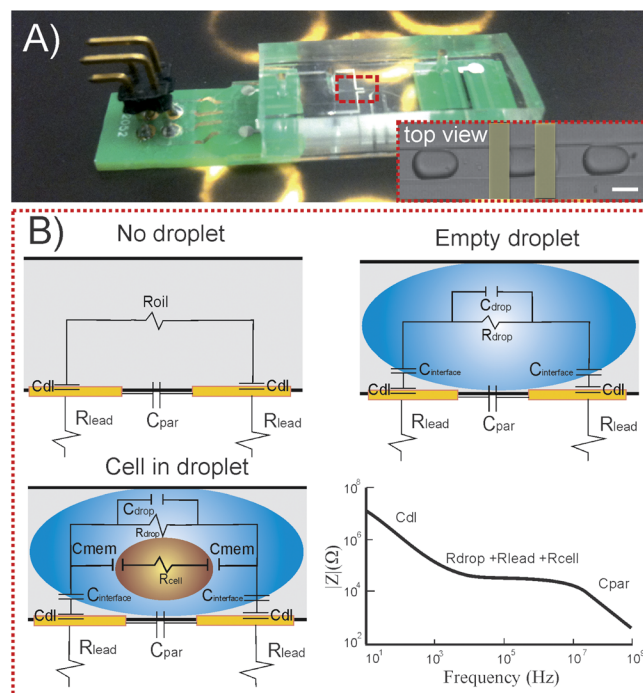 A)
top view
B)
No droplet
Empty droplet
Roil
Cdl
Cdl
Cpar
Rlead
Rlead
Cdrop
Rdrop
Cinterface
Cinterface
Cdl
Cdl
Cpar
Rlead
Rlead
Cell in droplet
Cdrop
Rdrop
Cmem
Cmem
Rcell
Cinterface
Cinterface
Cdl
Cdl
Cpar
Rlead
Rlead
|Z|(Ω)
10⁸
10⁶
10⁴
10²
Cdl
Rdrop +Rlead +Rcell
Cpar
10¹
10³
10⁵
10⁷
Frequency (Hz)